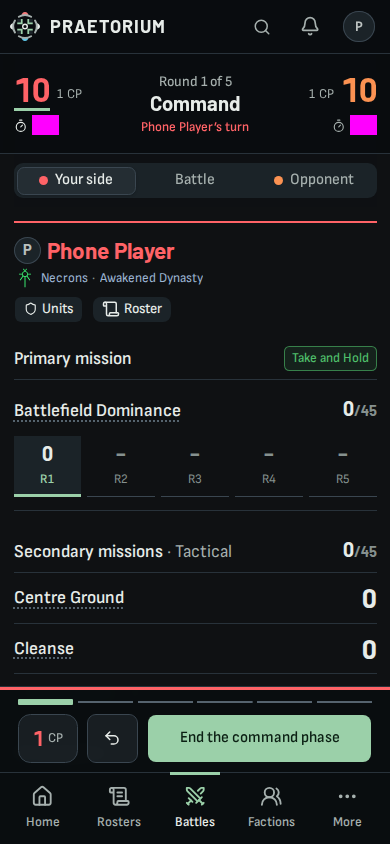 PRAETORIUM
P
10 1 CP
Round 1 of 5
1 CP 10
Command
Phone Player's turn
Your side
Battle
Opponent
P Phone Player
Necrons · Awakened Dynasty
Units
Roster
Primary mission
Take and Hold
Battlefield Dominance
0/45
0
–
–
–
–
R1
R2
R3
R4
R5
Secondary missions · Tactical
0/45
Centre Ground
0
Cleanse
0
1 CP
End the command phase
Home
Rosters
Battles
Factions
More